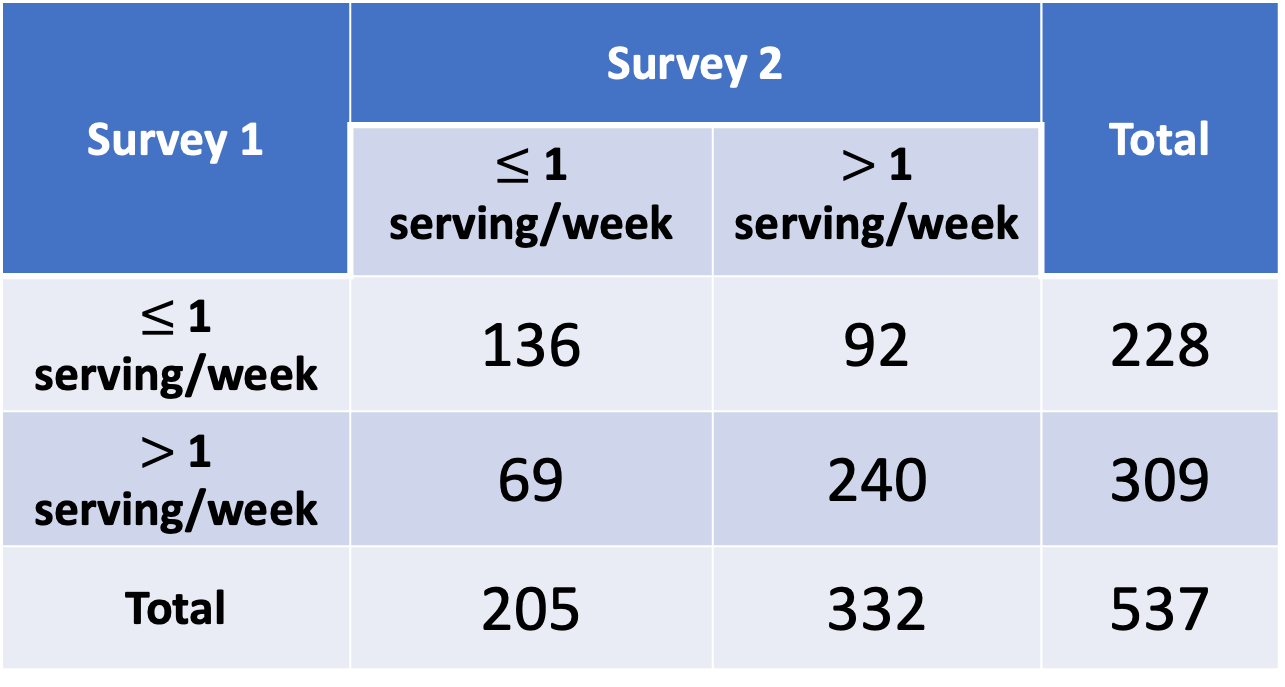 Survey 1
Survey 2
Total
≤ 1
serving/week
> 1
serving/week
≤ 1
serving/week
136
92
228
> 1
serving/week
69
240
309
Total
205
332
537